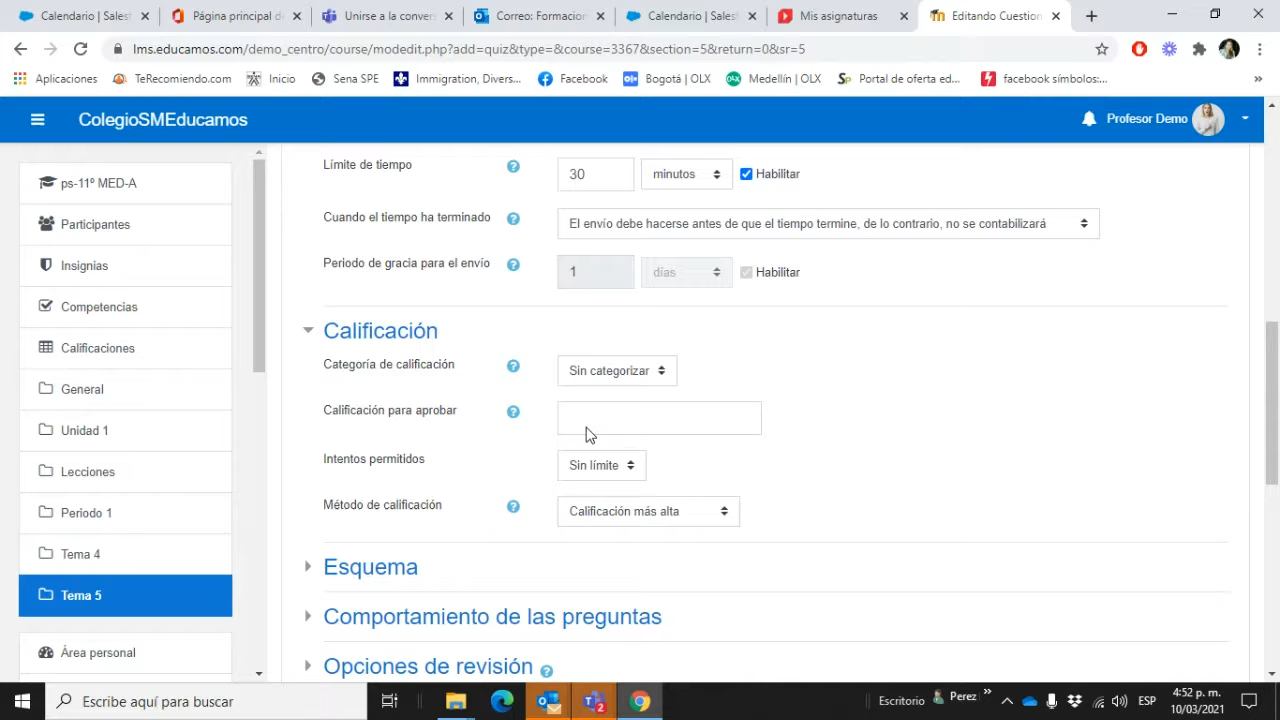 Calendario | Salesf
Página principal de
Unirse a la convers
Correo: Formacion
Calendario | Salesf
Mis asignaturas
Editando Cuestion
lms.educamos.com/demo_centro/course/modedit.php?add=quiz&type=&course=3367&section=5&return=0&sr=5
Aplicaciones
TeRecomiendo.com
Inicio
Sena SPE
Immigration, Divers...
Facebook
Bogotá | OLX
Medellín | OLX
Portal de oferta ed...
facebook símbolos:...
»
ColegioSMEducamos
Profesor Demo
ps-11º MED-A
Participantes
Insignias
Competencias
Calificaciones
General
Unidad 1
Lecciones
Periodo 1
Tema 4
Tema 5
Área personal
Límite de tiempo
30
minutos
Habilitar
Cuando el tiempo ha terminado
El envío debe hacerse antes de que el tiempo termine, de lo contrario, no se contabilizará
Periodo de gracia para el envío
1
días
Habilitar
Calificación
Categoría de calificación
Sin categorizar
Calificación para aprobar
Intentos permitidos
Sin límite
Método de calificación
Calificación más alta
Esquema
Comportamiento de las preguntas
Opciones de revisión
Escribe aquí para buscar
Escritorio
Perez
»
ESP
4:52 p. m.
10/03/2021